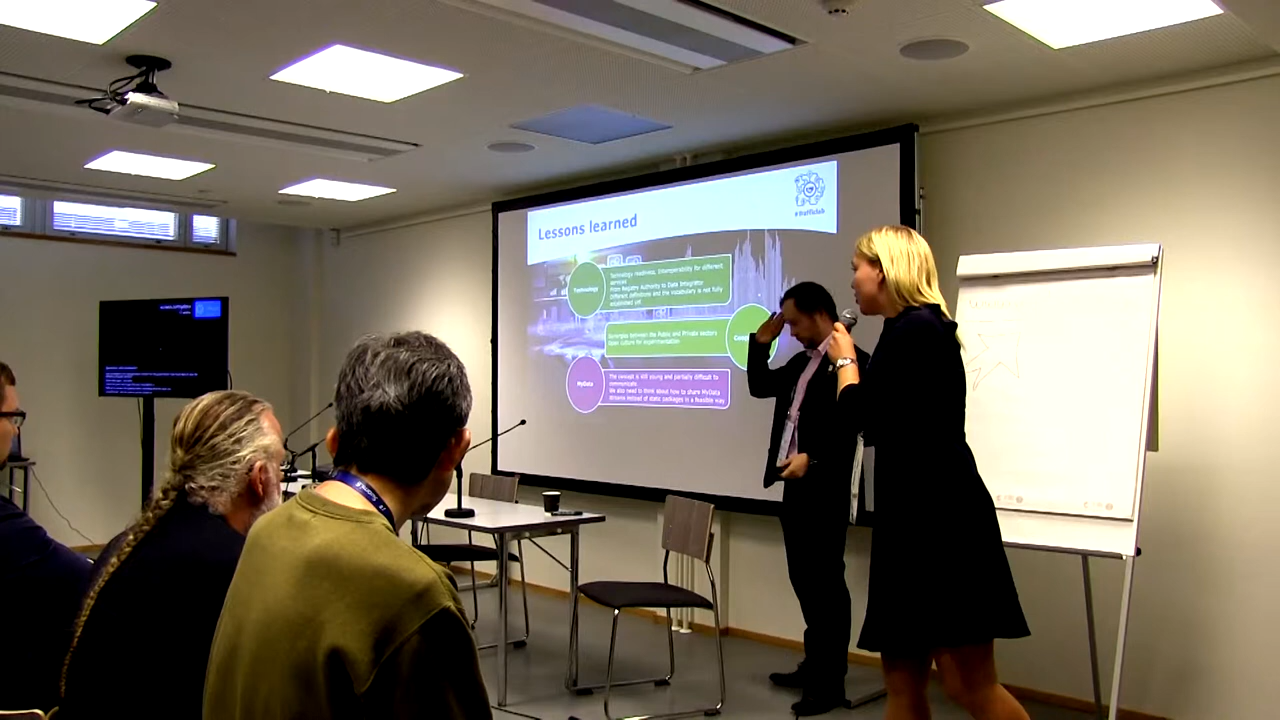 Lessons learned
#trafficlab
Technology
Technology readiness, interoperability for different
services
From Registry Authority to Data Integrator
Different definitions and the vocabulary is not fully
established yet
Synergies between the Public and Private sectors
Open culture for experimentation
MyData
The concept is still young and partially difficult to
communicate
We also need to think about how to share MyData
streams instead of static packages in a feasible way